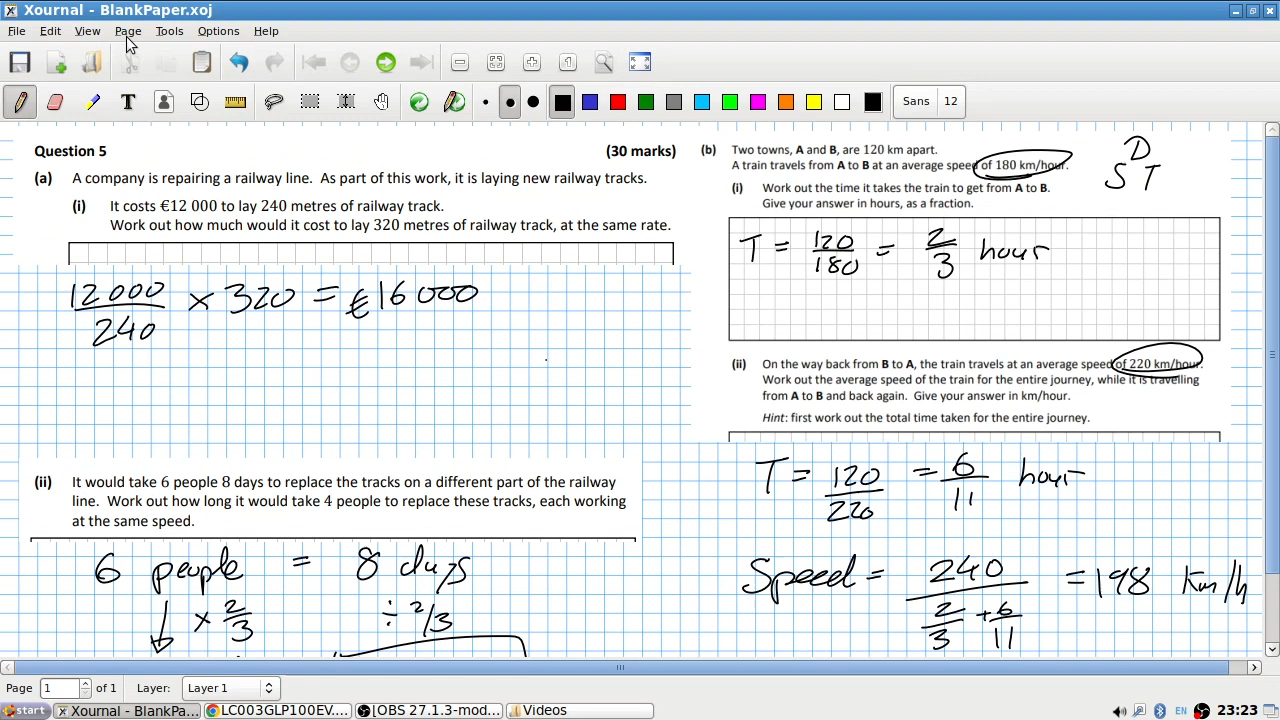 Xournal - BlankPaper.xoj
File Edit View Page Tools Options Help
Sans 12
Question 5 (30 marks)
(a) A company is repairing a railway line. As part of this work, it is laying new railway tracks.
(i) It costs €12 000 to lay 240 metres of railway track.
Work out how much would it cost to lay 320 metres of railway track, at the same rate.
12000/240 × 320 = €16 000
(ii) It would take 6 people 8 days to replace the tracks on a different part of the railway
line. Work out how long it would take 4 people to replace these tracks, each working
at the same speed.
6 people = 8 days
↓ × 2/3 ÷ 2/3
(b) Two towns, A and B, are 120 km apart.
A train travels from A to B at an average speed of 180 km/hour.
D
S T
(i) Work out the time it takes the train to get from A to B.
Give your answer in hours, as a fraction.
T = 120/180 = 2/3 hour
(ii) On the way back from B to A, the train travels at an average speed of 220 km/hour.
Work out the average speed of the train for the entire journey, while it is travelling
from A to B and back again. Give your answer in km/hour.
Hint: first work out the total time taken for the entire journey.
T = 120/220 = 6/11 hour
Speed = 240/(2/3 + 6/11) = 198 km/h
Page 1 of 1 Layer: Layer 1
start Xournal - BlankPa... LC003GLP100EV.... [OBS 27.1.3-mod... Videos EN 23:23